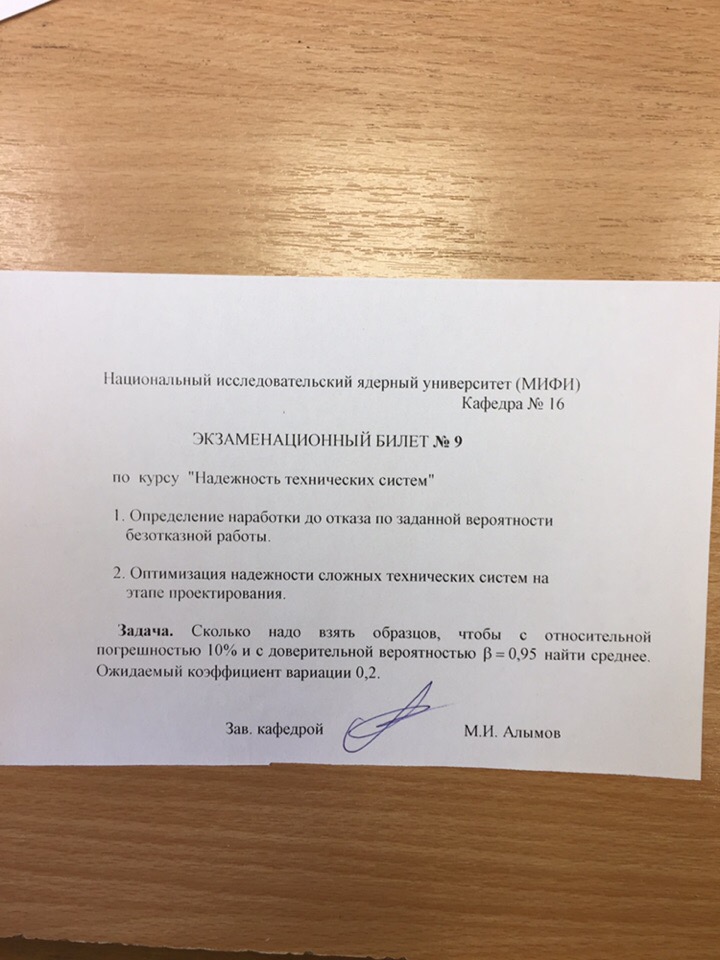 Национальный исследовательский ядерный университет (МИФИ)
Кафедра № 16
ЭКЗАМЕНАЦИОННЫЙ БИЛЕТ № 9
по курсу "Надежность технических систем"
1. Определение наработки до отказа по заданной вероятности
безотказной работы.
2. Оптимизация надежности сложных технических систем на
этапе проектирования.
Задача. Сколько надо взять образцов, чтобы с относительной
погрешностью 10% и с доверительной вероятностью β = 0,95 найти среднее.
Ожидаемый коэффициент вариации 0,2.
Зав. кафедрой М.И. Алымов